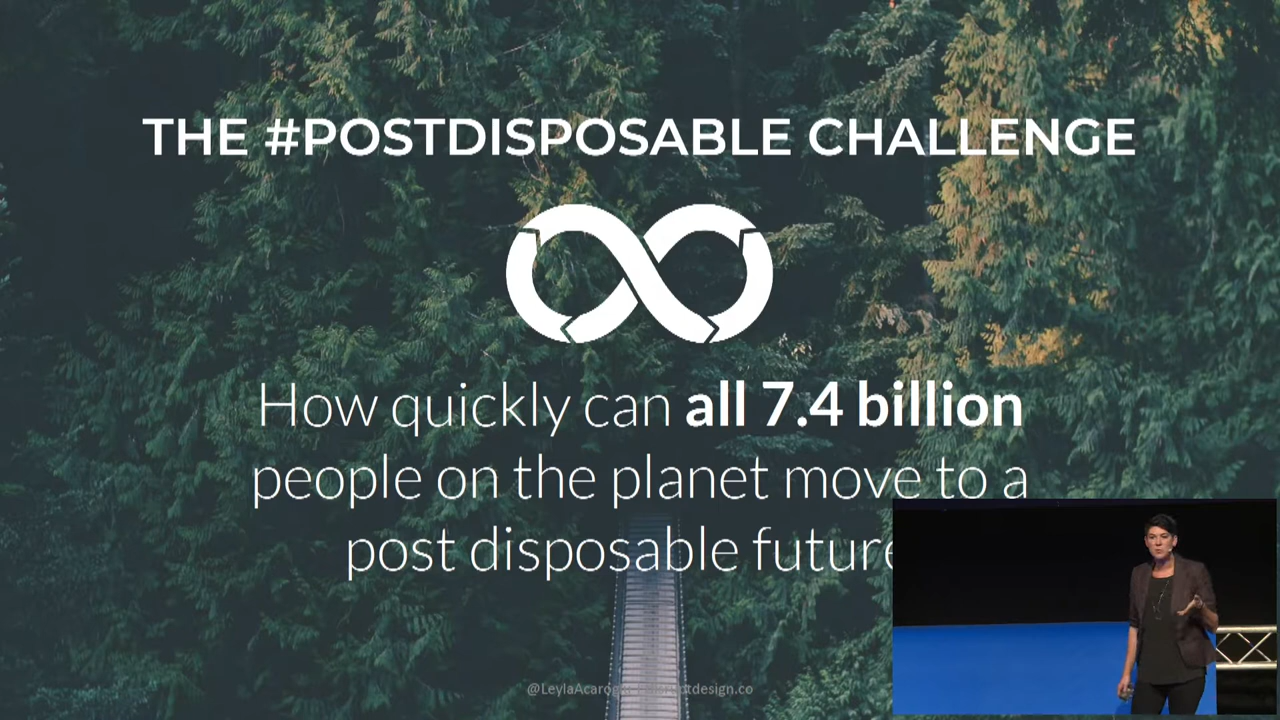 THE #POSTDISPOSABLE CHALLENGE
How quickly can all 7.4 billion
people on the planet move to a
post disposable future